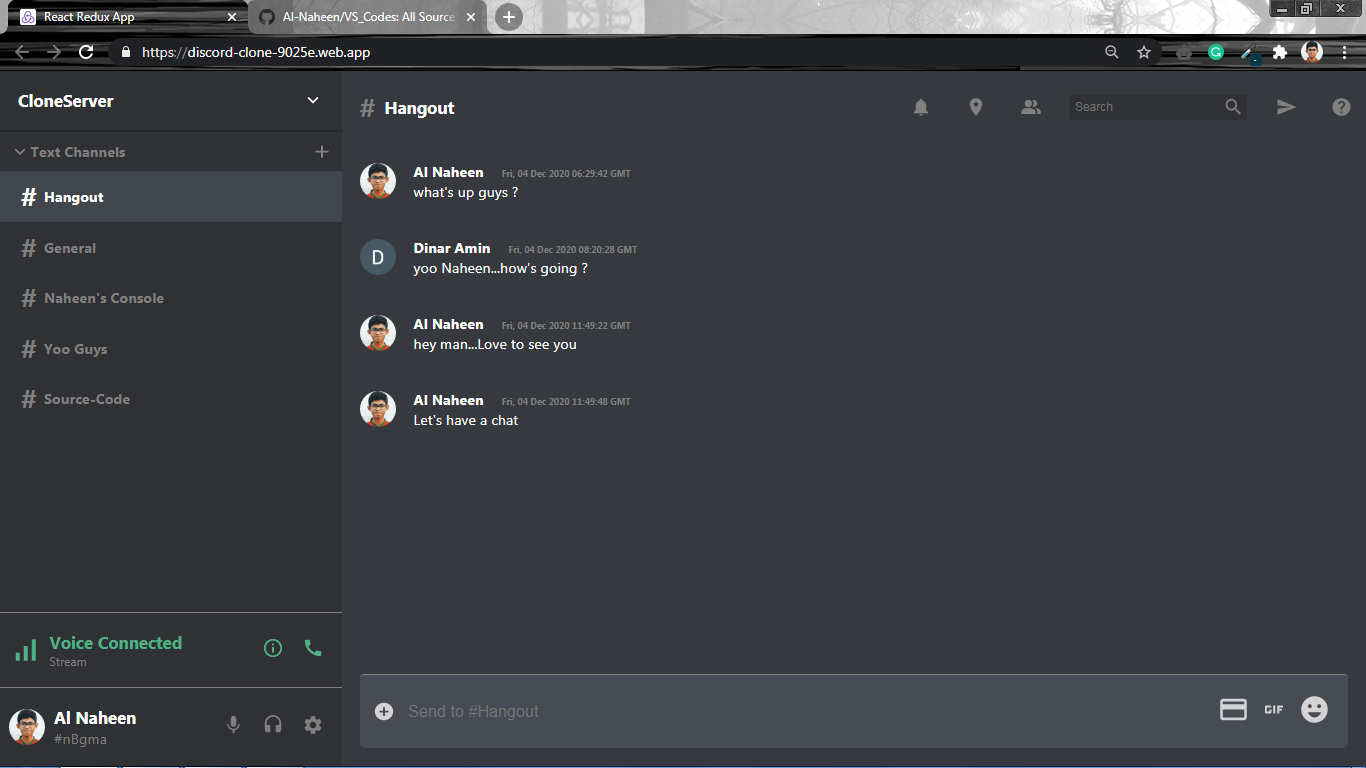 React Redux App
Al-Naheen/VS_Codes: All Source
https://discord-clone-9025e.web.app
CloneServer
Text Channels
# Hangout
# General
# Naheen's Console
# Yoo Guys
# Source-Code
Voice Connected
Stream
Al Naheen
#nBgma
# Hangout
Search
Al Naheen Fri, 04 Dec 2020 06:29:42 GMT
what's up guys ?
D
Dinar Amin Fri, 04 Dec 2020 08:20:28 GMT
yoo Naheen...how's going ?
Al Naheen Fri, 04 Dec 2020 11:49:22 GMT
hey man...Love to see you
Al Naheen Fri, 04 Dec 2020 11:49:48 GMT
Let's have a chat
Send to #Hangout
GIF